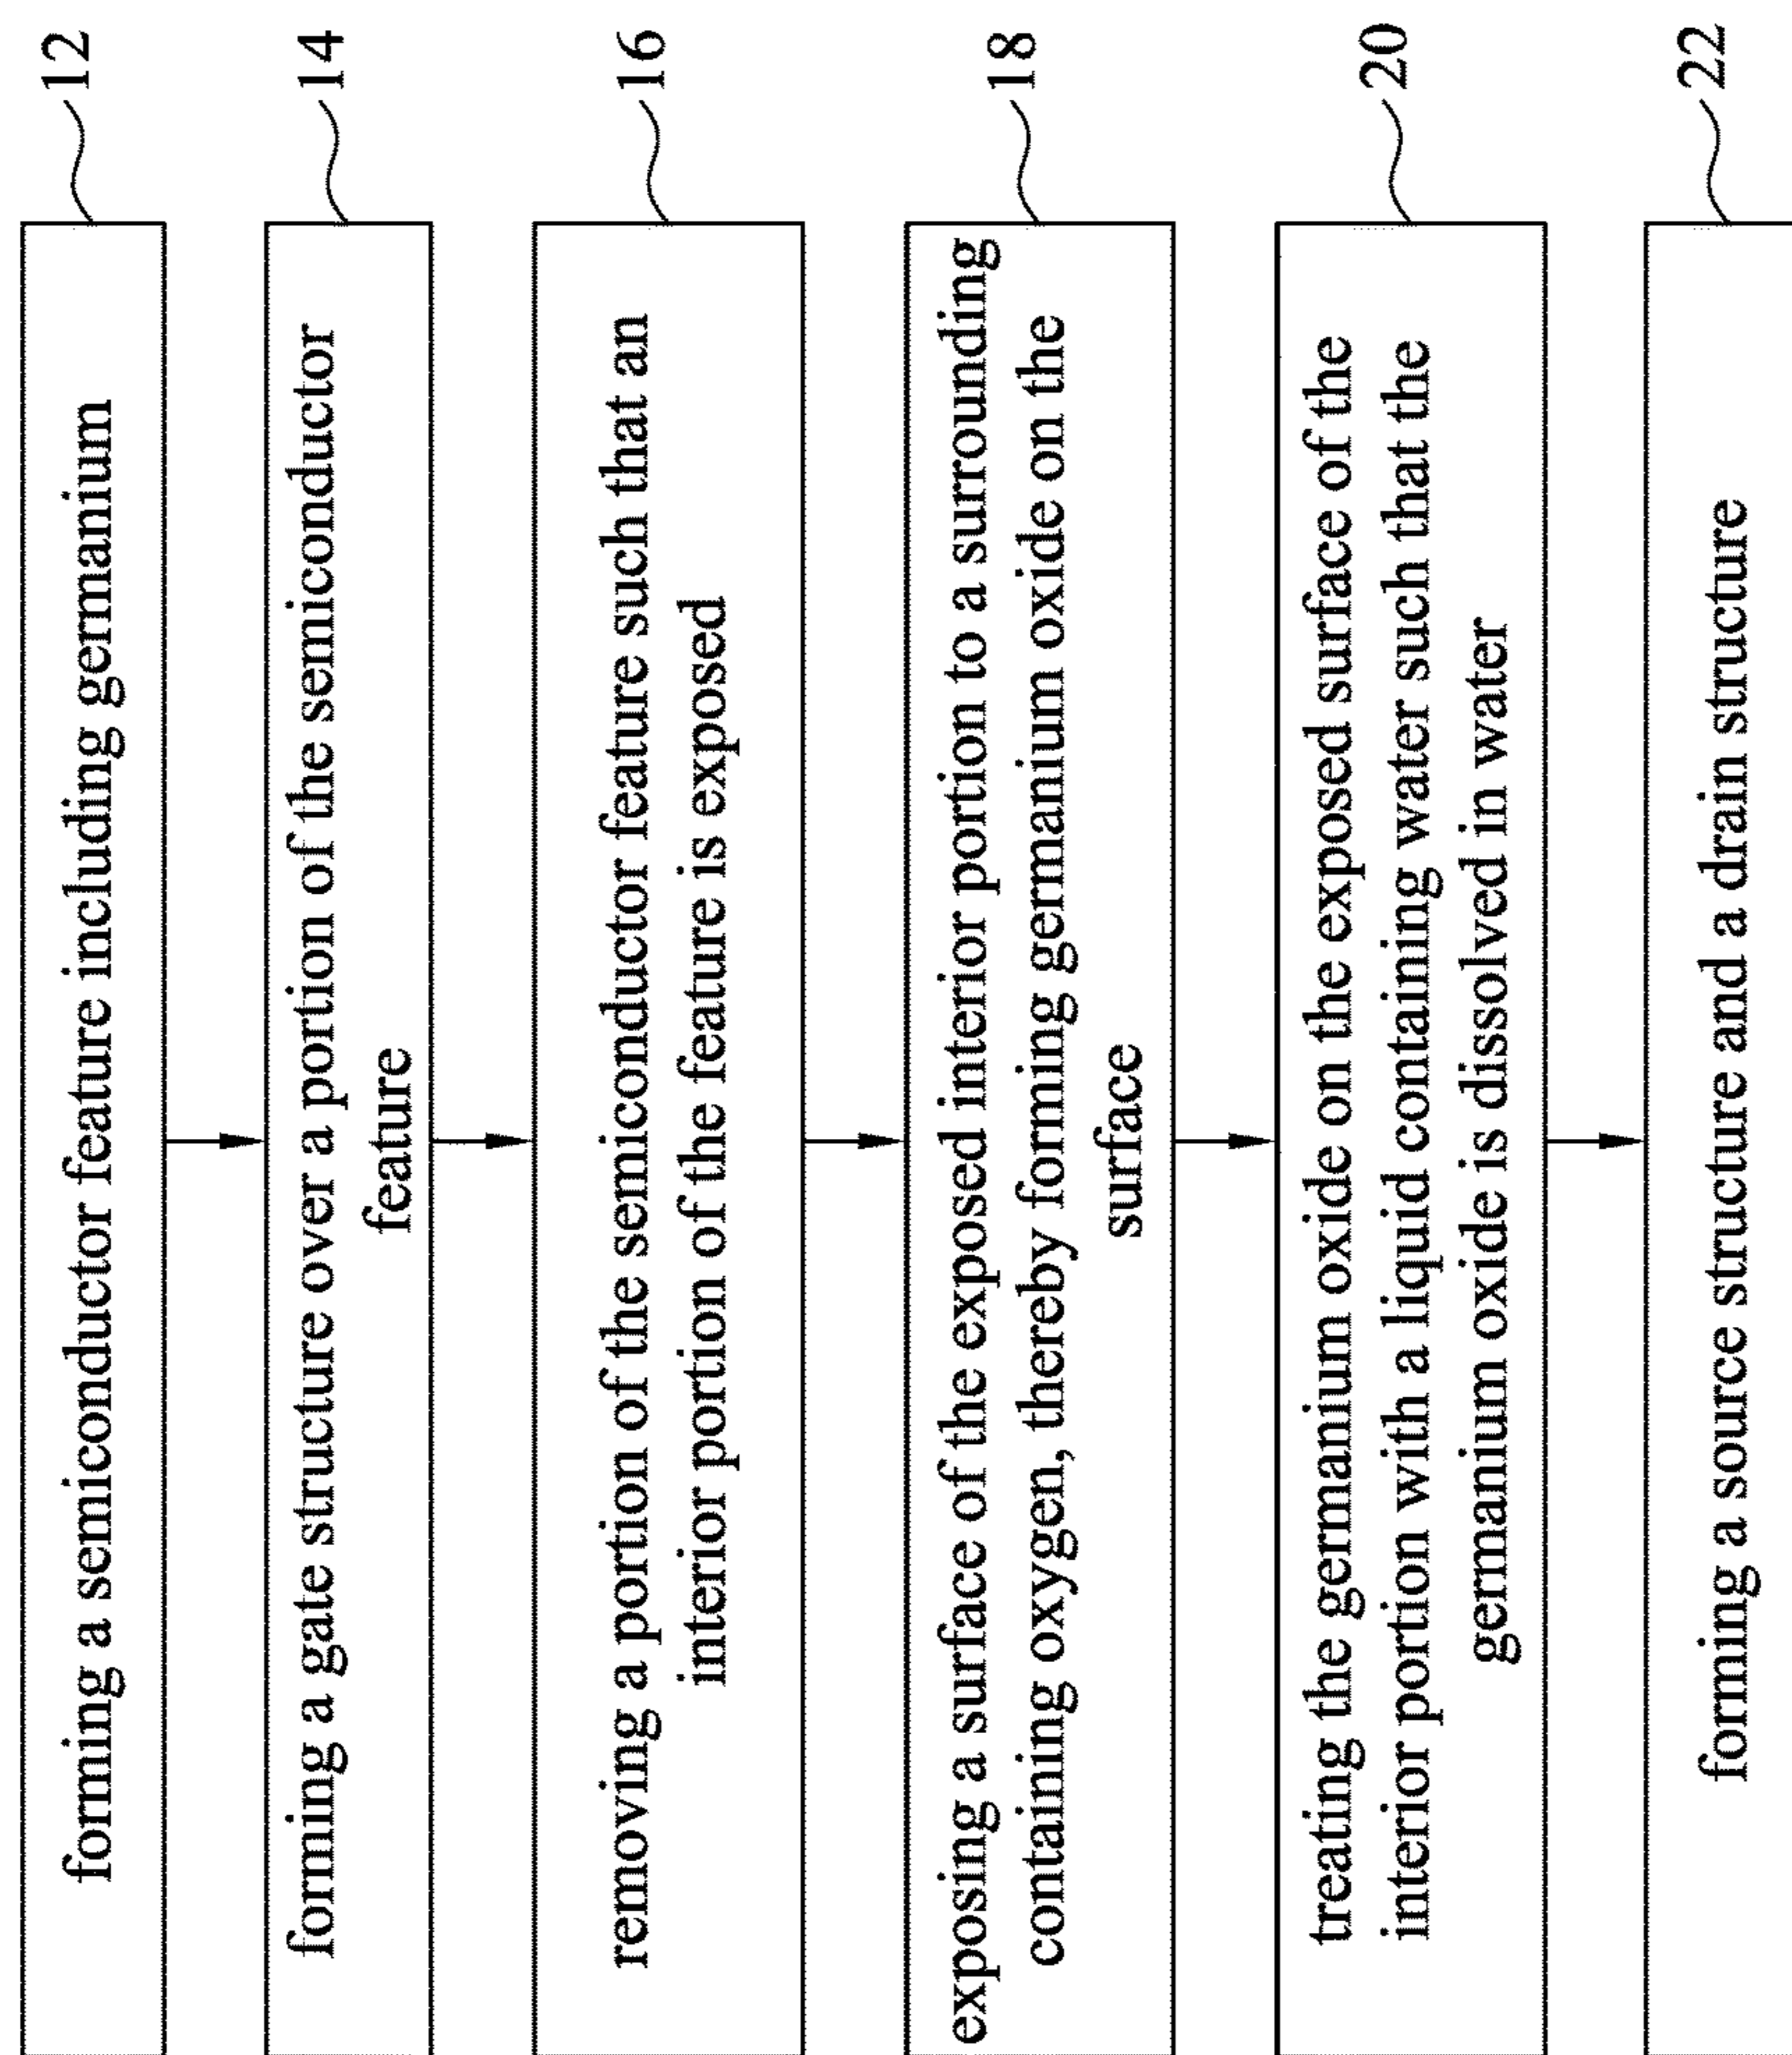 forming a semiconductor feature including germanium
12
forming a gate structure over a portion of the semiconductor
feature
14
removing a portion of the semiconductor feature such that an
interior portion of the feature is exposed
16
exposing a surface of the exposed interior portion to a surrounding
containing oxygen, thereby forming germanium oxide on the
surface
18
treating the germanium oxide on the exposed surface of the
interior portion with a liquid containing water such that the
germanium oxide is dissolved in water
20
forming a source structure and a drain structure
22